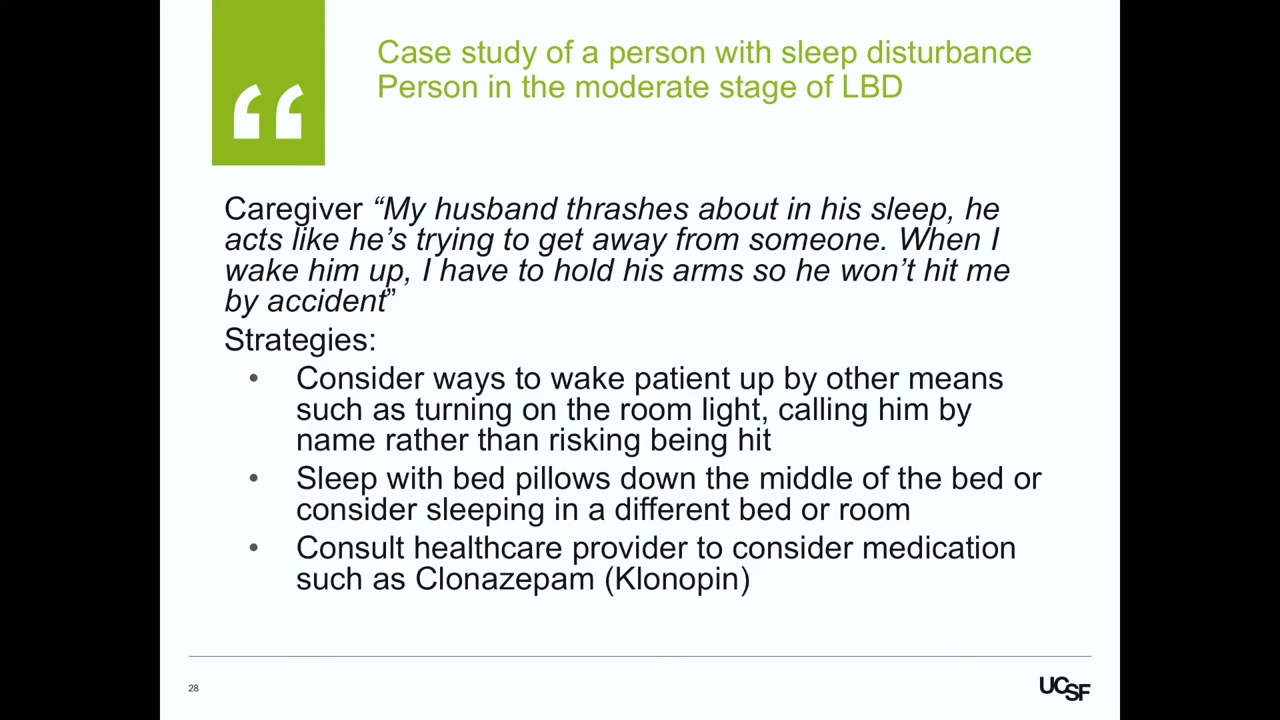 Case study of a person with sleep disturbance
Person in the moderate stage of LBD
Caregiver “My husband thrashes about in his sleep, he
acts like he’s trying to get away from someone. When I
wake him up, I have to hold his arms so he won’t hit me
by accident”
Strategies:
• Consider ways to wake patient up by other means
such as turning on the room light, calling him by
name rather than risking being hit
• Sleep with bed pillows down the middle of the bed or
consider sleeping in a different bed or room
• Consult healthcare provider to consider medication
such as Clonazepam (Klonopin)
28
UCSF